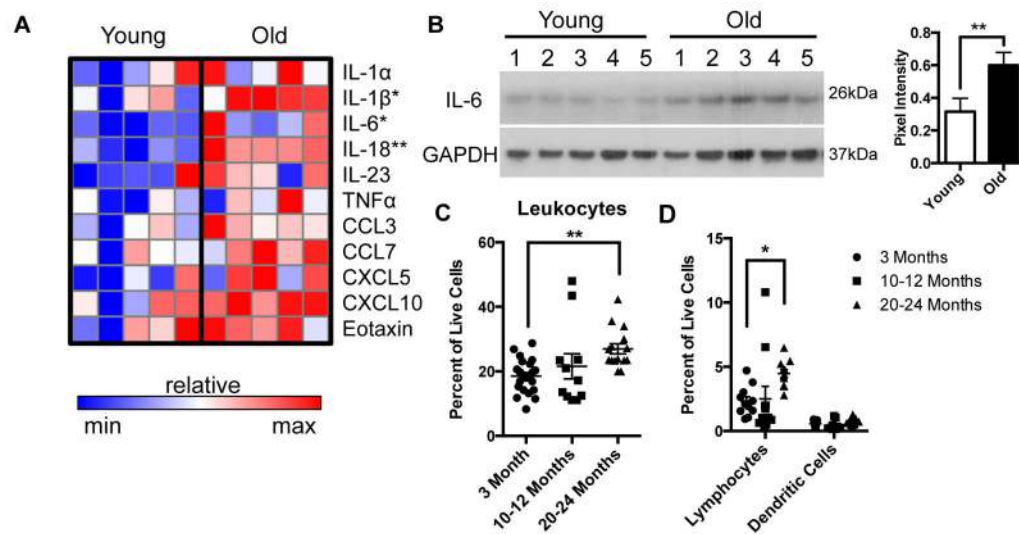 A
Young Old
IL-1α
IL-1β*
IL-6*
IL-18**
IL-23
TNFα
CCL3
CCL7
CXCL5
CXCL10
Eotaxin
relative
min max
B
Young Old
1 2 3 4 5 1 2 3 4 5
IL-6 26kDa
GAPDH 37kDa
Pixel Intensity
0.8
0.6
0.4
0.2
0.0
**
Young
Old
C
Leukocytes
Percent of Live Cells
60
40
20
0
**
3 Month
10-12 Months
20-24 Months
D
Percent of Live Cells
15
10
5
0
*
Lymphocytes
Dendritic Cells
3 Months
10-12 Months
20-24 Months